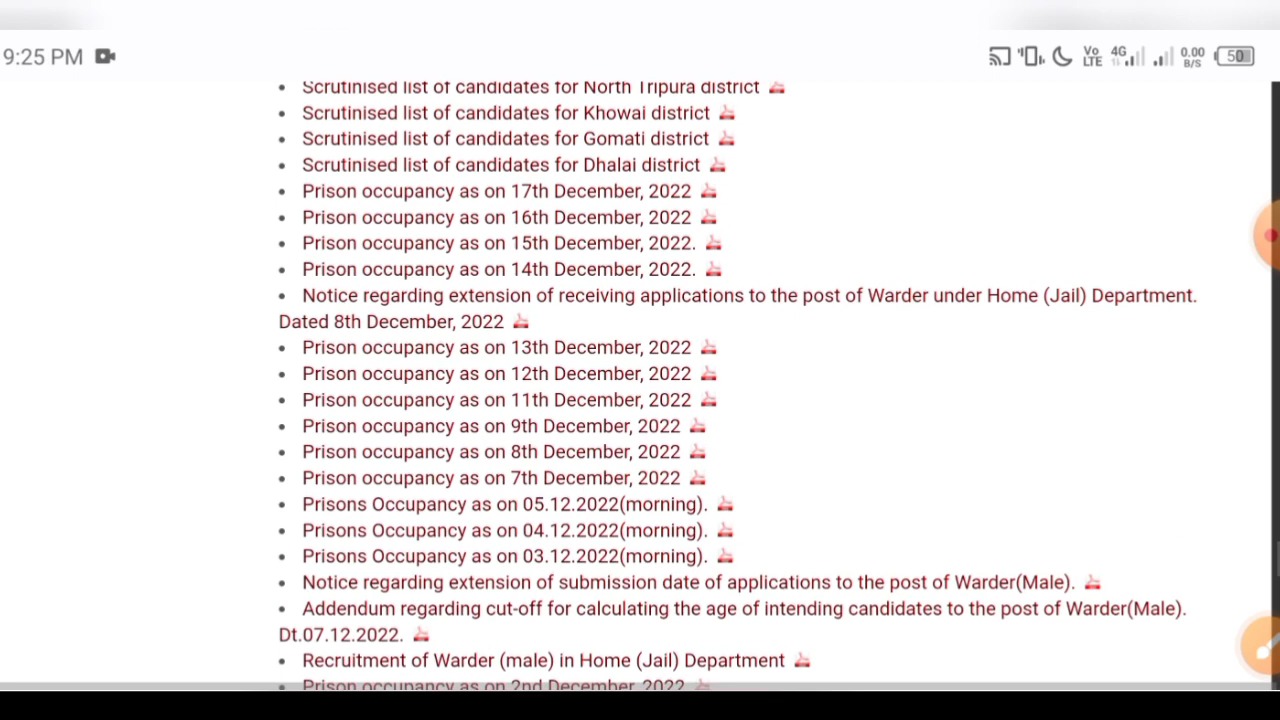 9:25 PM
Vo LTE 4G 0.00 B/S 50
Scrutinised list of candidates for North Tripura district
Scrutinised list of candidates for Khowai district
Scrutinised list of candidates for Gomati district
Scrutinised list of candidates for Dhalai district
Prison occupancy as on 17th December, 2022
Prison occupancy as on 16th December, 2022
Prison occupancy as on 15th December, 2022.
Prison occupancy as on 14th December, 2022.
Notice regarding extension of receiving applications to the post of Warder under Home (Jail) Department.
Dated 8th December, 2022
Prison occupancy as on 13th December, 2022
Prison occupancy as on 12th December, 2022
Prison occupancy as on 11th December, 2022
Prison occupancy as on 9th December, 2022
Prison occupancy as on 8th December, 2022
Prison occupancy as on 7th December, 2022
Prisons Occupancy as on 05.12.2022(morning).
Prisons Occupancy as on 04.12.2022(morning).
Prisons Occupancy as on 03.12.2022(morning).
Notice regarding extension of submission date of applications to the post of Warder(Male).
Addendum regarding cut-off for calculating the age of intending candidates to the post of Warder(Male).
Dt.07.12.2022.
Recruitment of Warder (male) in Home (Jail) Department
Prison occupancy as on 2nd December, 2022